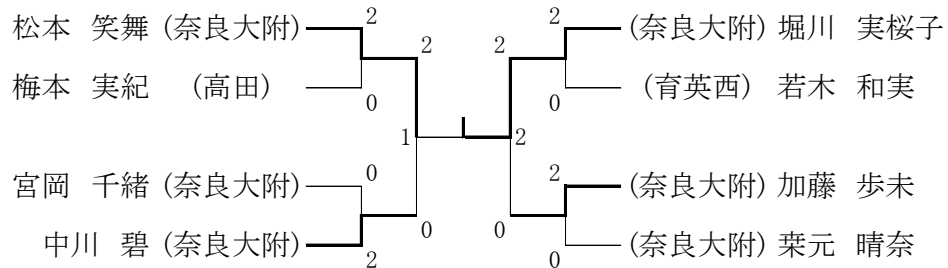 松本 笑舞 (奈良大附) 2 2 (奈良大附) 堀川 実桜子
2 2
梅本 実紀 (高田) 0 0 (育英西) 若木 和実
1 2
宮岡 千緒 (奈良大附) 0 2 (奈良大附) 加藤 歩未
0 0
中川 碧 (奈良大附) 2 0 (奈良大附) 桒元 晴奈